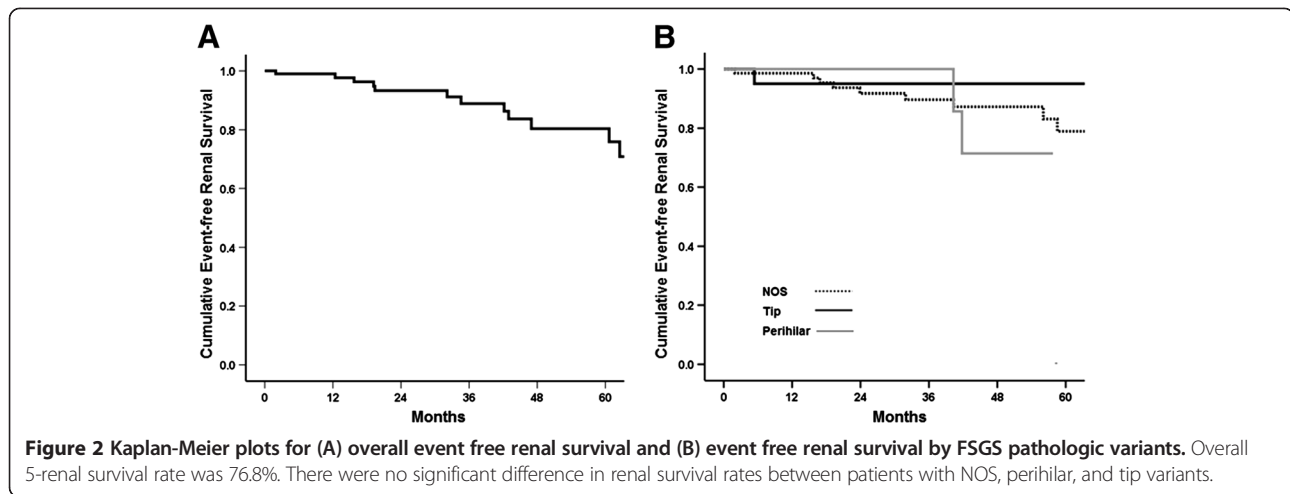 A
Cumulative Event-free Renal Survival
1.0
0.8
0.6
0.4
0.2
0.0
0 12 24 36 48 60
Months
B
Cumulative Event-free Renal Survival
1.0
0.8
0.6
0.4
0.2
0.0
NOS
Tip
Perihilar
0 12 24 36 48 60
Months
Figure 2 Kaplan-Meier plots for (A) overall event free renal survival and (B) event free renal survival by FSGS pathologic variants. Overall
5-renal survival rate was 76.8%. There were no significant difference in renal survival rates between patients with NOS, perihilar, and tip variants.